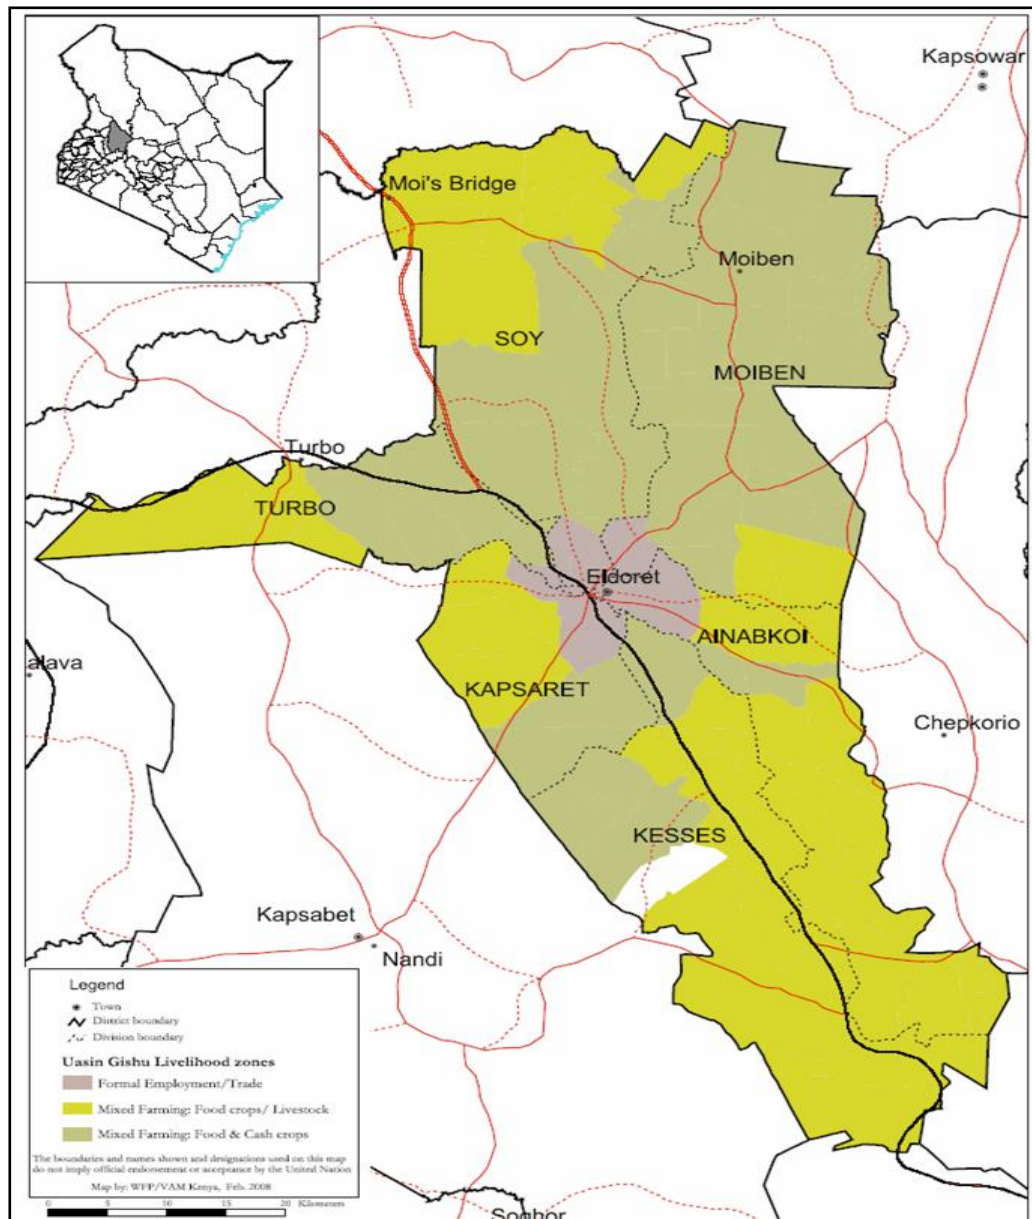 Kapsowar
Moi's Bridge
Moiben
SOY
MOIBEN
Turbo
TURBO
Eldoret
AINABKOI
alava
KAPSARET
Chepkorio
KESSES
Kapsabet
Nandi
Legend
Town
District boundary
Division boundary
Uasin Gishu Livelihood zones
Formal Employment/Trade
Mixed Farming: Food crops/ Livestock
Mixed Farming: Food & Cash crops
The boundaries and names shown and designations used on this map
do not imply official endorsement or acceptance by the United Nation
Map by: WFP/VAM Kenya, Feb. 2008
0 5 10 15 20 Kilometers
Soghor